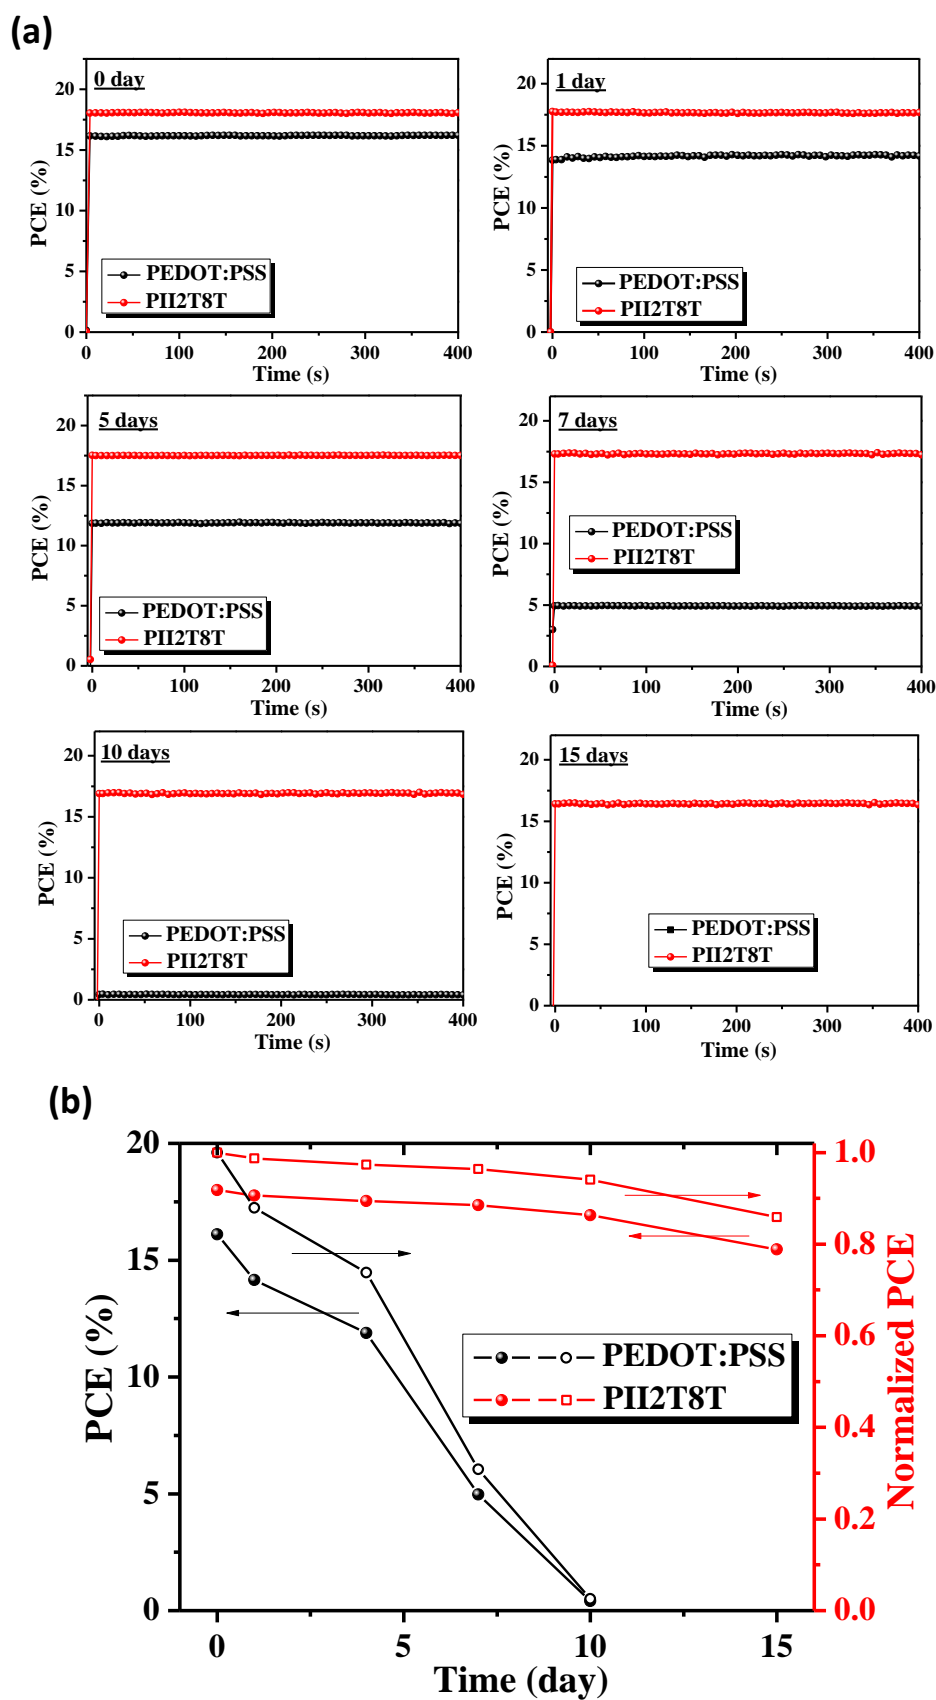 (a)
0 day
PCE (%)
20
15
10
5
0
PEDOT:PSS
PII2T8T
0 100 200 300 400
Time (s)
1 day
PCE (%)
20
15
10
5
0
PEDOT:PSS
PII2T8T
0 100 200 300 400
Time (s)
5 days
PCE (%)
20
15
10
5
0
PEDOT:PSS
PII2T8T
0 100 200 300 400
Time (s)
7 days
PCE (%)
20
15
10
5
0
PEDOT:PSS
PII2T8T
0 100 200 300 400
Time (s)
10 days
PCE (%)
20
15
10
5
0
PEDOT:PSS
PII2T8T
0 100 200 300 400
Time (s)
15 days
PCE (%)
20
15
10
5
0
PEDOT:PSS
PII2T8T
0 100 200 300 400
Time (s)
(b)
PCE (%)
20
15
10
5
0
PEDOT:PSS
PII2T8T
1.0
0.8
0.6
0.4
0.2
0.0
Normalized PCE
0 5 10 15
Time (day)